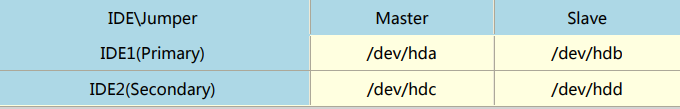 IDE\Jumper Master Slave
IDE1(Primary) /dev/hda /dev/hdb
IDE2(Secondary) /dev/hdc /dev/hdd